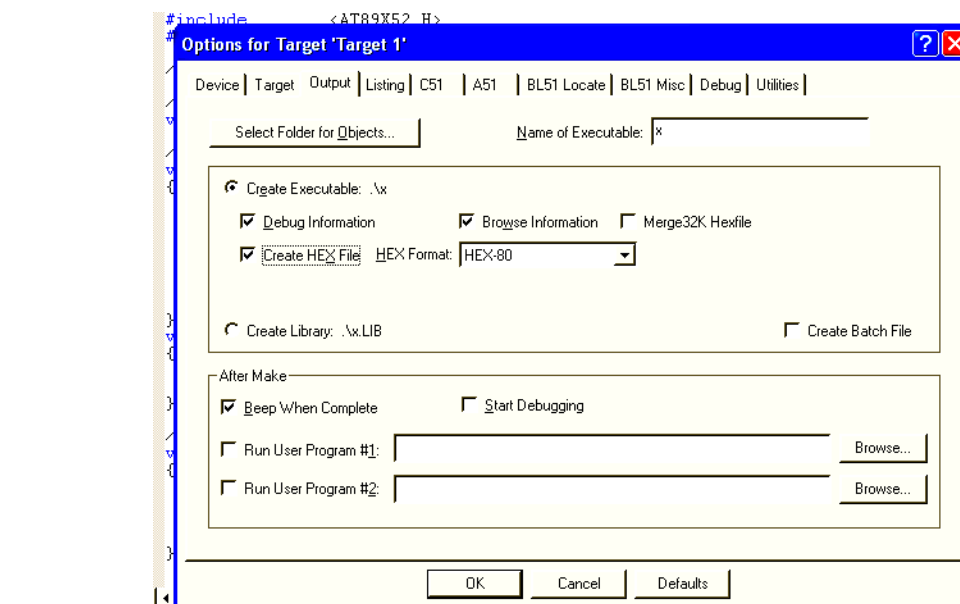 #include <AT89X52.H>
#
Options for Target 'Target 1'
Device Target Output Listing C51 A51 BL51 Locate BL51 Misc Debug Utilities
Select Folder for Objects... Name of Executable: x
Create Executable: .\x
Debug Information Browse Information Merge32K Hexfile
Create HEX File HEX Format: HEX-80
Create Library: .\x.LIB Create Batch File
After Make
Beep When Complete Start Debugging
Run User Program #1: Browse...
Run User Program #2: Browse...
OK Cancel Defaults